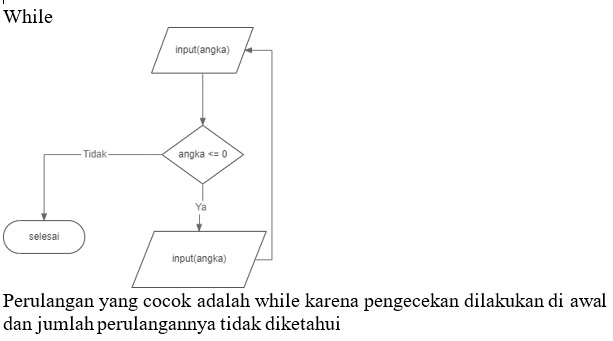 While
input(angka)
Tidak
angka <= 0
Ya
selesai
input(angka)
Perulangan yang cocok adalah while karena pengecekan dilakukan di awal
dan jumlah perulangannya tidak diketahui